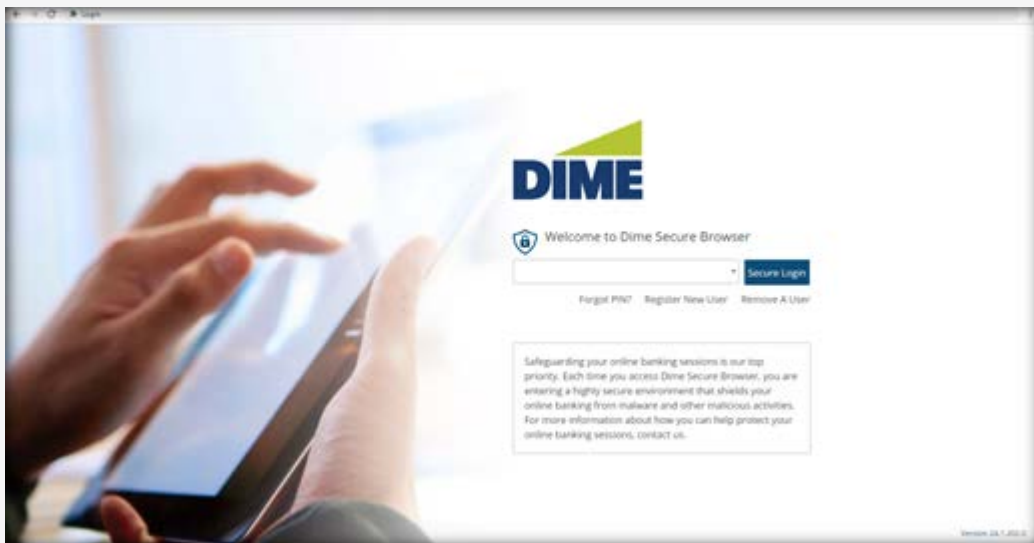 Login
DIME
Welcome to Dime Secure Browser
Secure Login
Forgot PIN? Register New User Remove A User
Safeguarding your online banking sessions is our top
priority. Each time you access Dime Secure Browser, you are
entering a highly secure environment that shields your
online banking from malware and other malicious activities.
For more information about how you can help protect your
online banking sessions, contact us.
Version